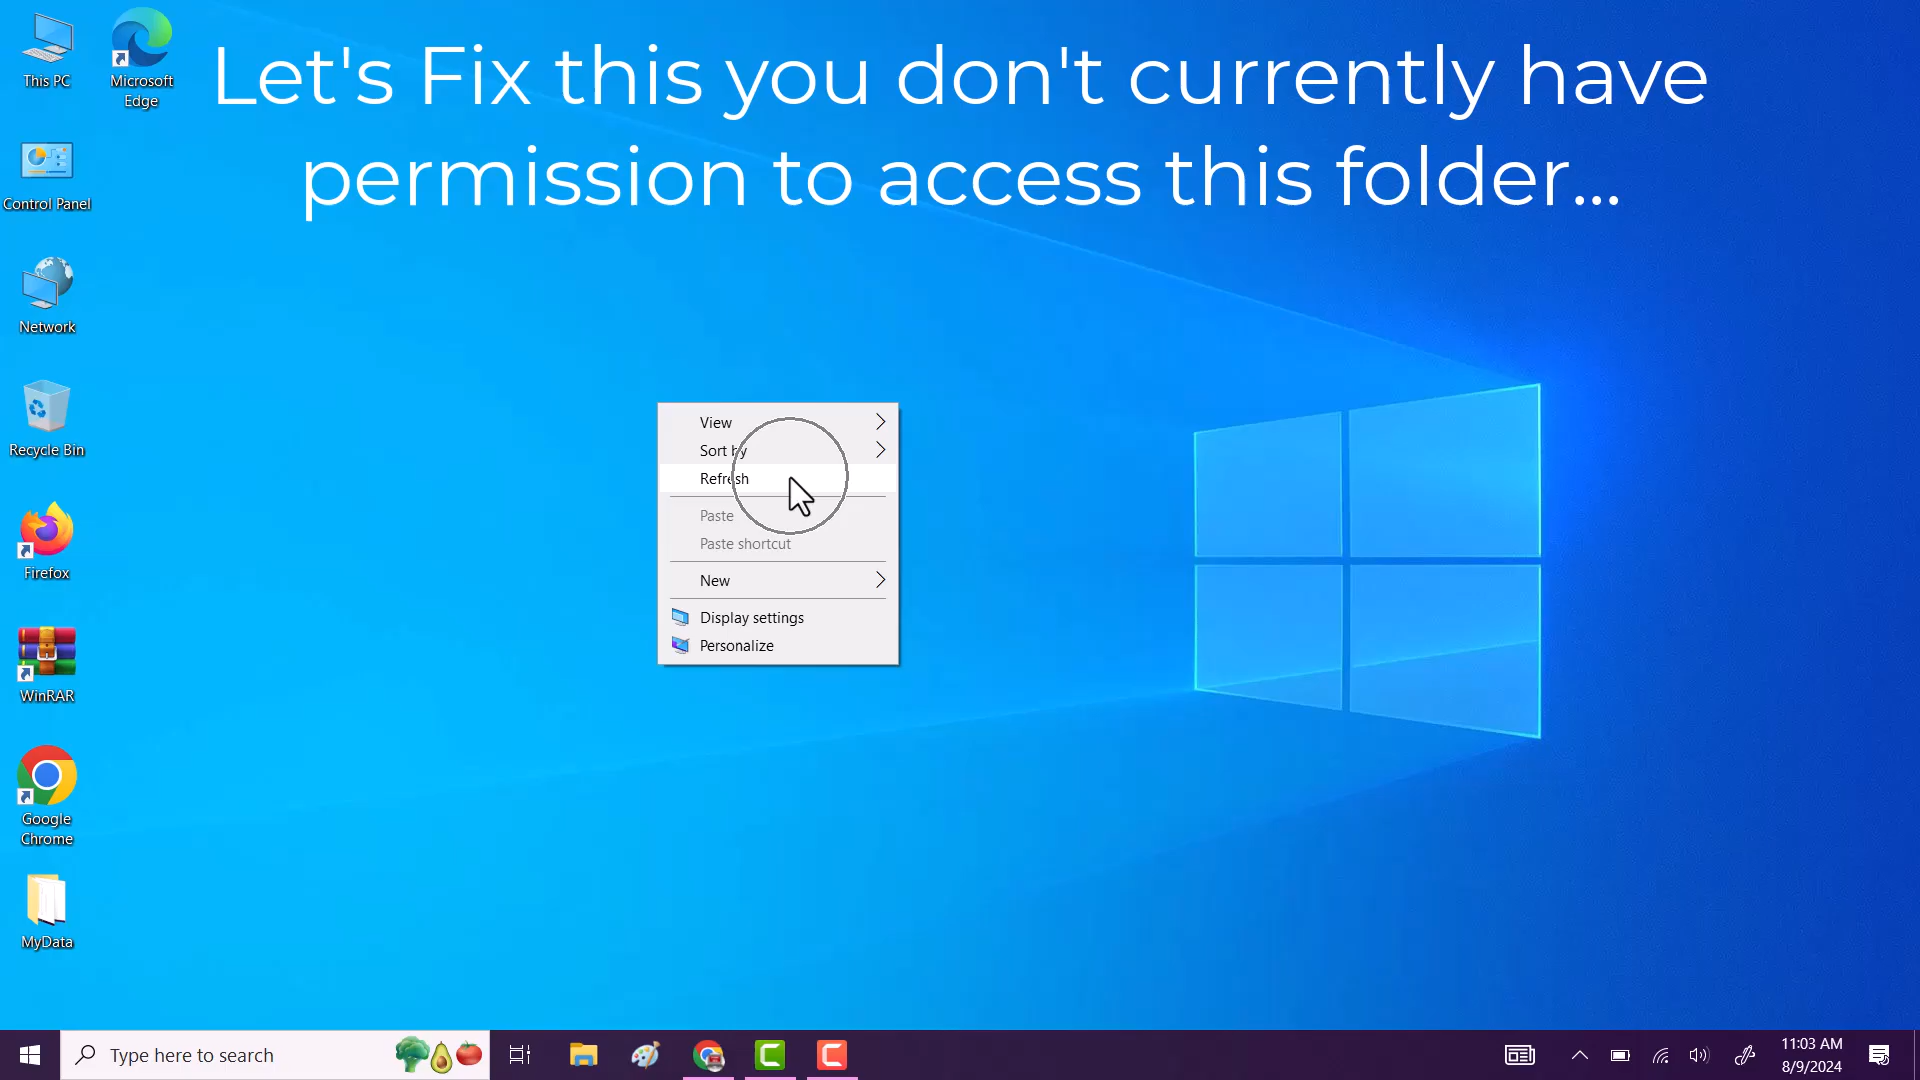 Let's Fix this you don't currently have
permission to access this folder...
This PC
Microsoft
Edge
Control Panel
Network
Recycle Bin
Firefox
WinRAR
Google
Chrome
MyData
View
Sort by
Refresh
Paste
Paste shortcut
New
Display settings
Personalize
Type here to search
11:03 AM
8/9/2024